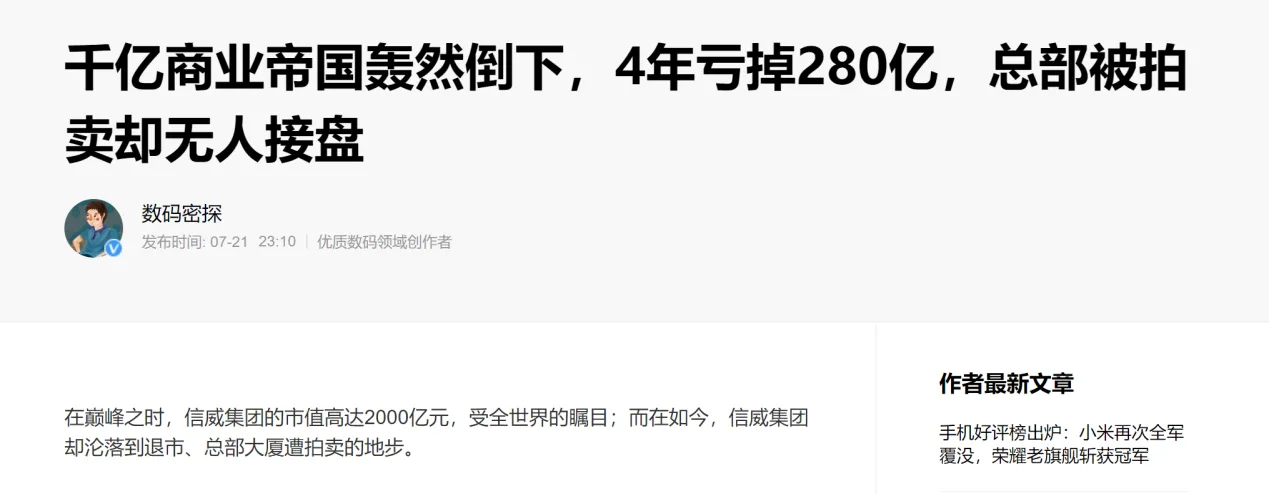 千亿商业帝国轰然倒下，4年亏掉280亿，总部被拍
卖却无人接盘
数码密探
发布时间: 07-21 23:10 优质数码领域创作者
在巅峰之时，信威集团的市值高达2000亿元，受全世界的瞩目；而在如今，信威集团
却沦落到退市、总部大厦遭拍卖的地步。
作者最新文章
手机好评榜出炉：小米再次全军
覆没，荣耀老旗舰斩获冠军